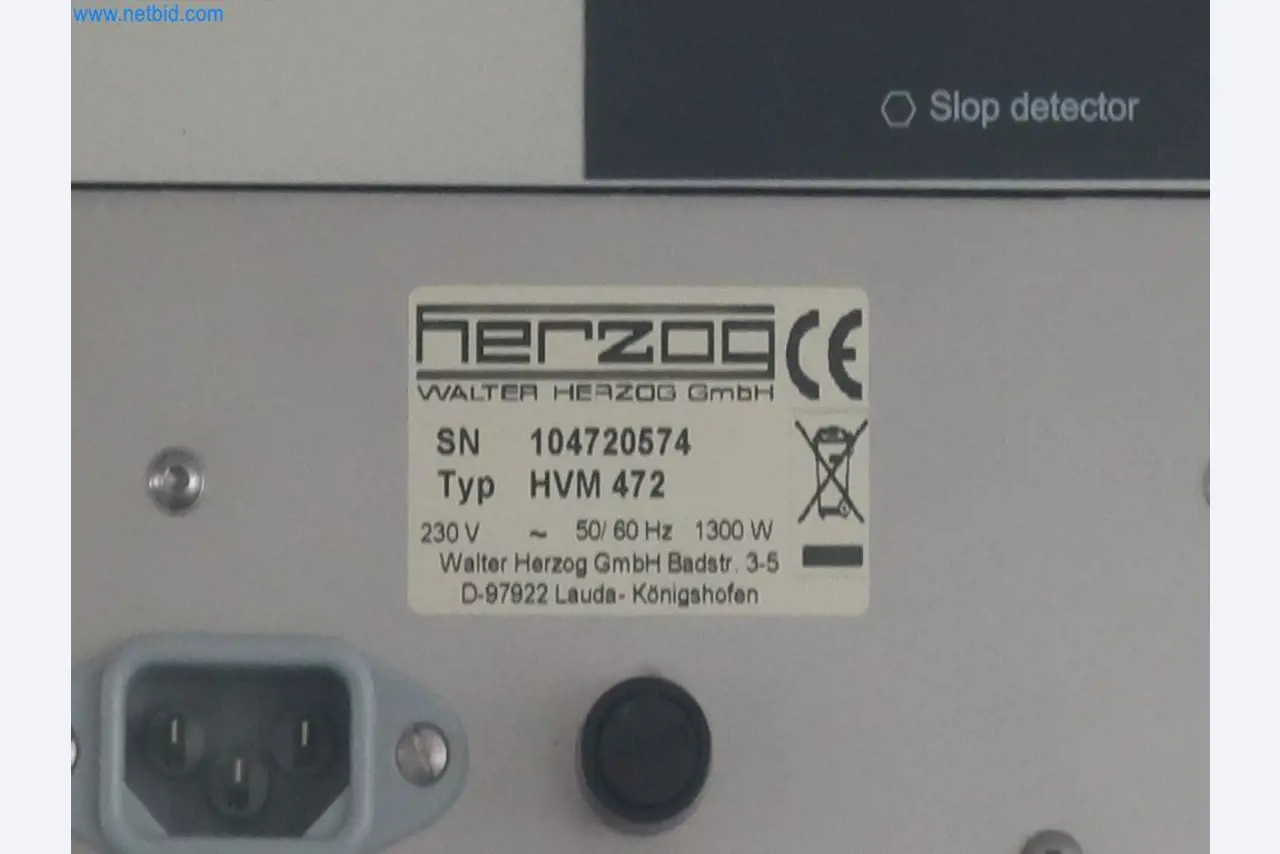 www.netbid.com
Slop detector
herzog
WALTER HERZOG GmbH
SN 104720574
Typ HVM 472
230 V ~ 50/ 60 Hz 1300 W
Walter Herzog GmbH Badstr. 3-5
D-97922 Lauda- Königshofen